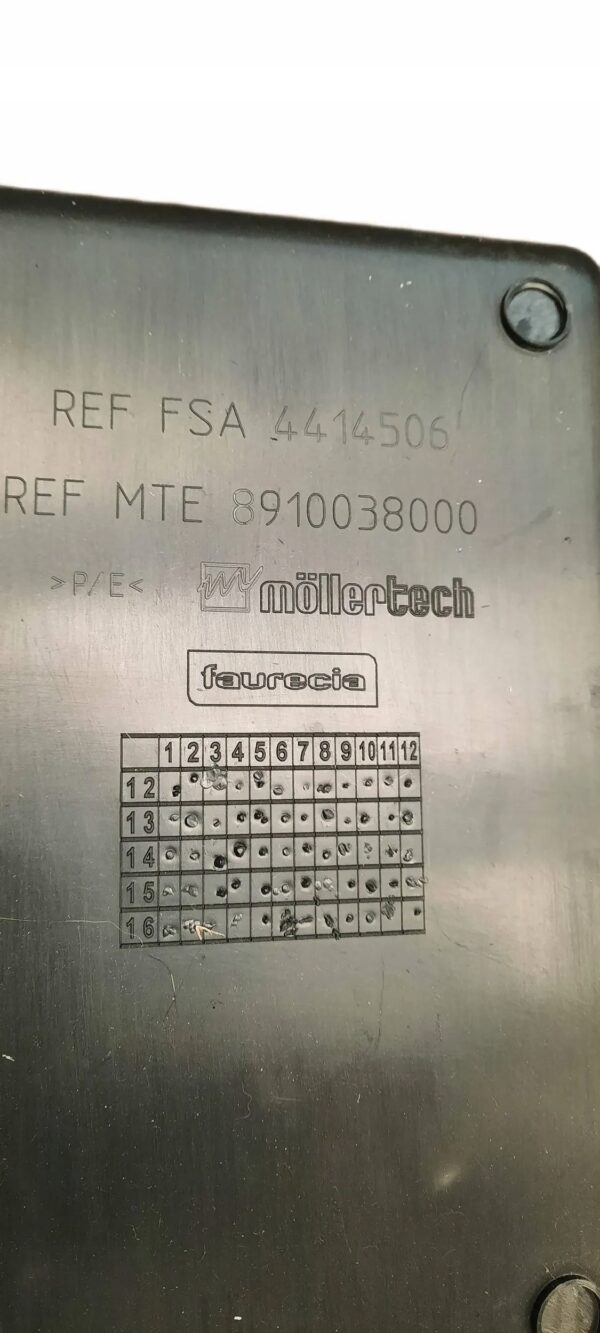 REF FSA 4414506
REF MTE 8910038000
>P/E< möllertech
faurecia
1 2 3 4 5 6 7 8 9 10 11 12
12
13
14
15
16